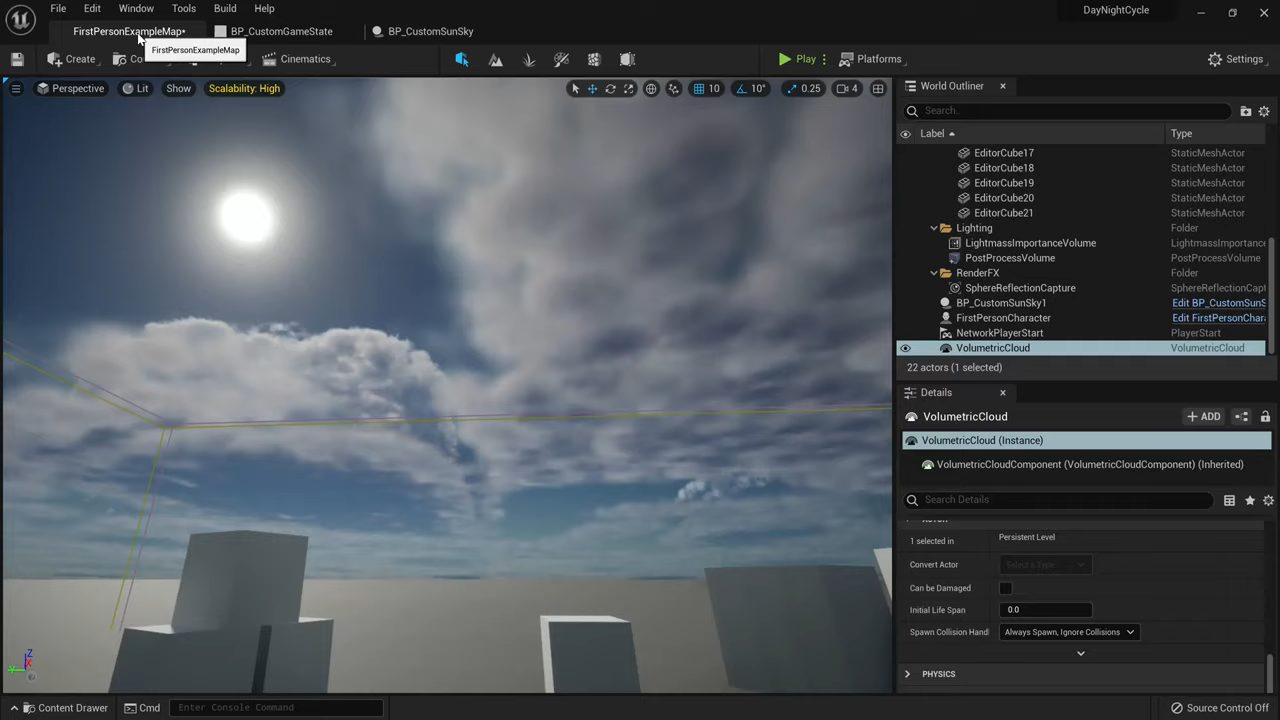 File Edit Window Tools Build Help
DayNightCycle
FirstPersonExampleMap*
BP_CustomGameState
BP_CustomSunSky
FirstPersonExampleMap
Create
Cinematics
Play
Platforms
Settings
Perspective
Lit
Show
Scalability: High
10
10°
0.25
4
World Outliner
Search..
Label
Type
EditorCube17 StaticMeshActor
EditorCube18 StaticMeshActor
EditorCube19 StaticMeshActor
EditorCube20 StaticMeshActor
EditorCube21 StaticMeshActor
Lighting Folder
LightmassImportanceVolume LightmassImportanc
PostProcessVolume PostProcessVolume
RenderFX Folder
SphereReflectionCapture SphereReflectionCapt
BP_CustomSunSky1 Edit BP_CustomSunS
FirstPersonCharacter Edit FirstPersonChar
NetworkPlayerStart PlayerStart
VolumetricCloud VolumetricCloud
22 actors (1 selected)
Details
VolumetricCloud
+ ADD
VolumetricCloud (Instance)
VolumetricCloudComponent (VolumetricCloudComponent) (Inherited)
Search Details
1 selected in Persistent Level
Convert Actor Select a Type
Can be Damaged
Initial Life Span 0.0
Spawn Collision Handl Always Spawn, Ignore Collisions
PHYSICS
Content Drawer
Cmd
Enter Console Command
Source Control Off